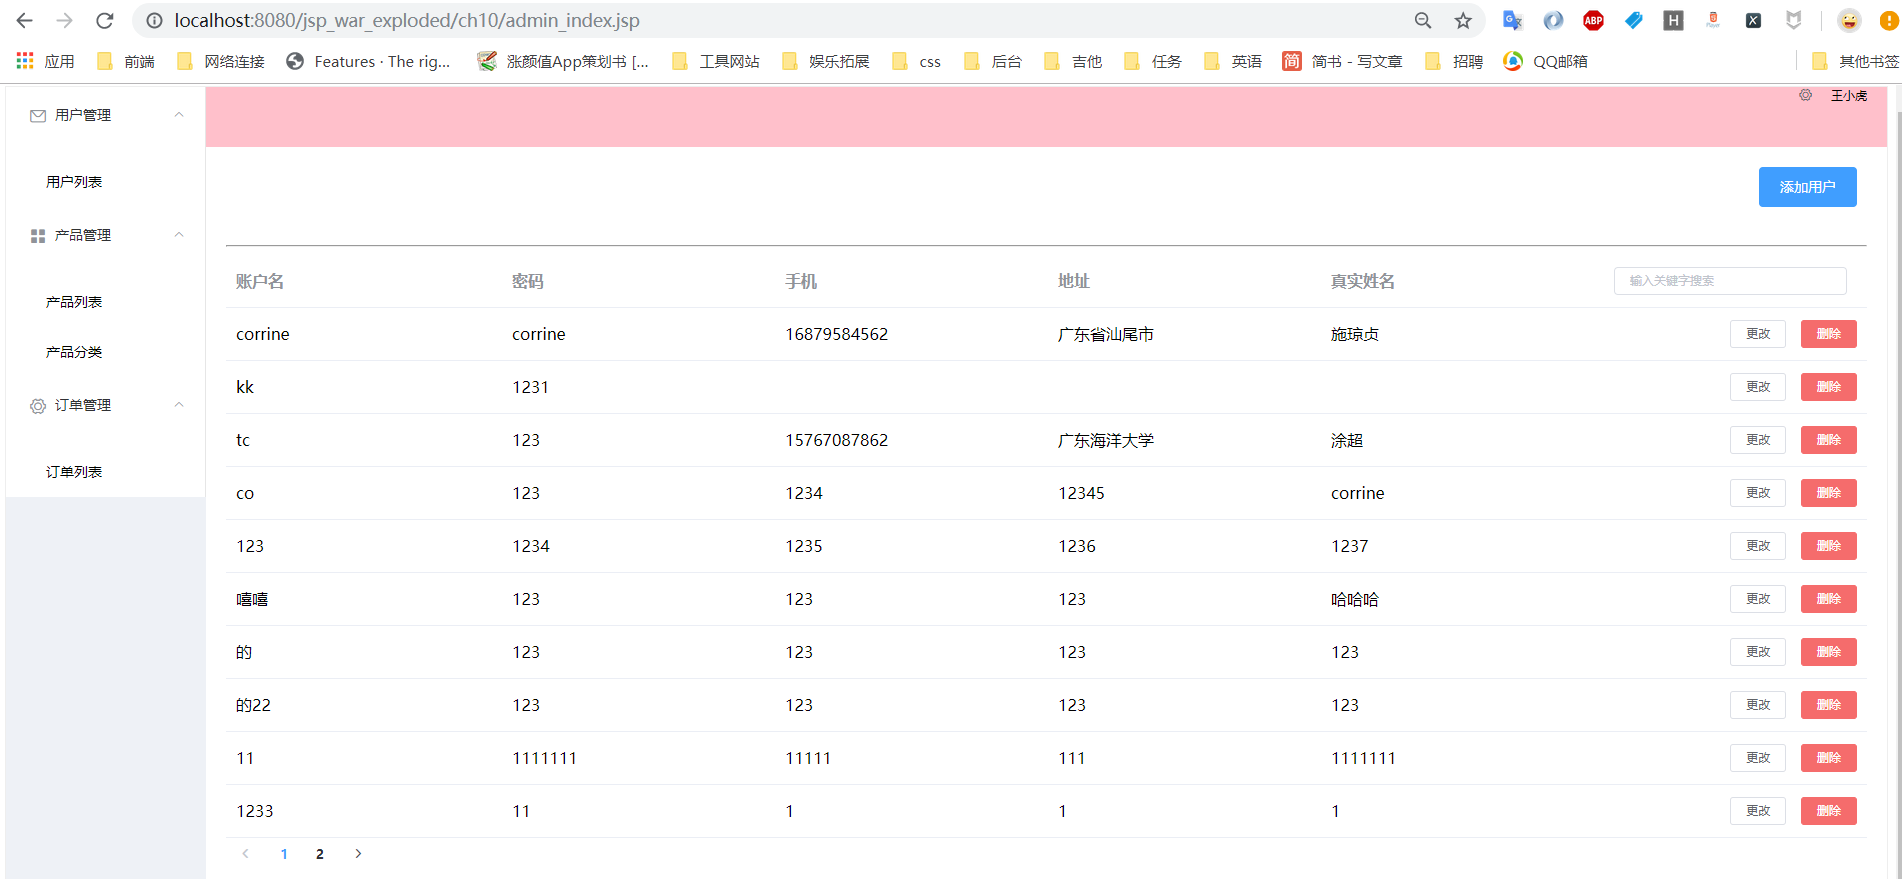 localhost:8080/jsp_war_exploded/ch10/admin_index.jsp
ABP
H
应用 前端 网络连接 Features · The rig... 涨颜值App策划书 [... 工具网站 娱乐拓展 css 后台 吉他 任务 英语 简 简书 - 写文章 招聘 QQ邮箱 其他书签
王小虎
用户管理
用户列表
产品管理
产品列表
产品分类
订单管理
订单列表
添加用户
账户名 密码 手机 地址 真实姓名 输入关键字搜索
corrine corrine 16879584562 广东省汕尾市 施琼贞 更改 删除
kk 1231 更改 删除
tc 123 15767087862 广东海洋大学 涂超 更改 删除
co 123 1234 12345 corrine 更改 删除
123 1234 1235 1236 1237 更改 删除
嘻嘻 123 123 123 哈哈哈 更改 删除
的 123 123 123 123 更改 删除
的22 123 123 123 123 更改 删除
11 1111111 11111 111 1111111 更改 删除
1233 11 1 1 1 更改 删除
1 2